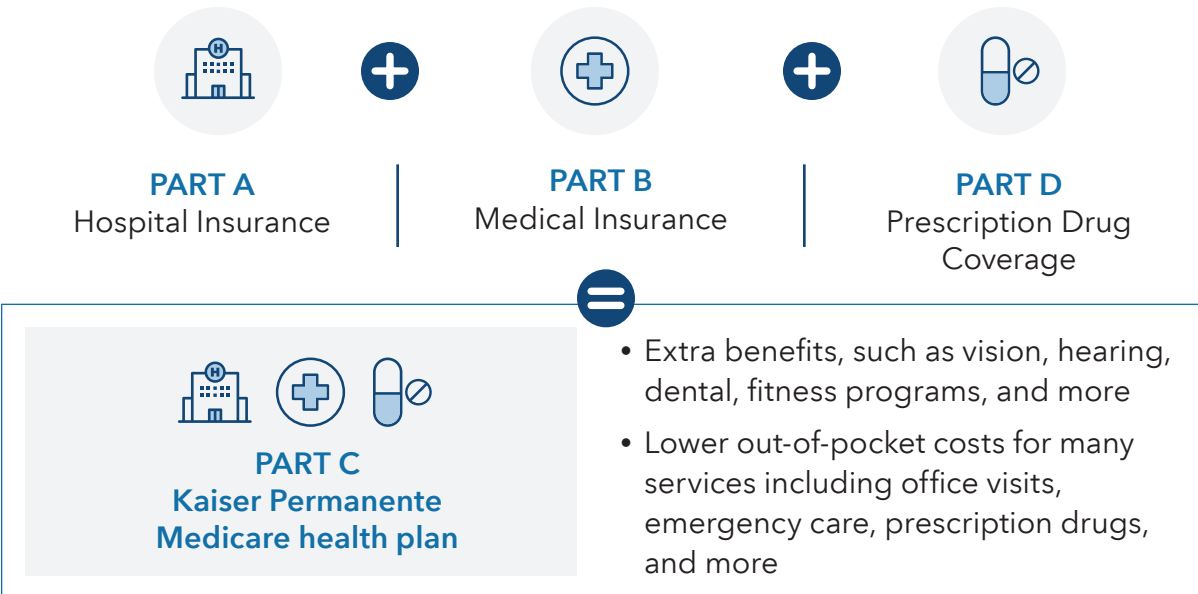 H
PART A
Hospital Insurance
PART B
Medical Insurance
PART D
Prescription Drug
Coverage
H
PART C
Kaiser Permanente
Medicare health plan
• Extra benefits, such as vision, hearing,
dental, fitness programs, and more
• Lower out-of-pocket costs for many
services including office visits,
emergency care, prescription drugs,
and more